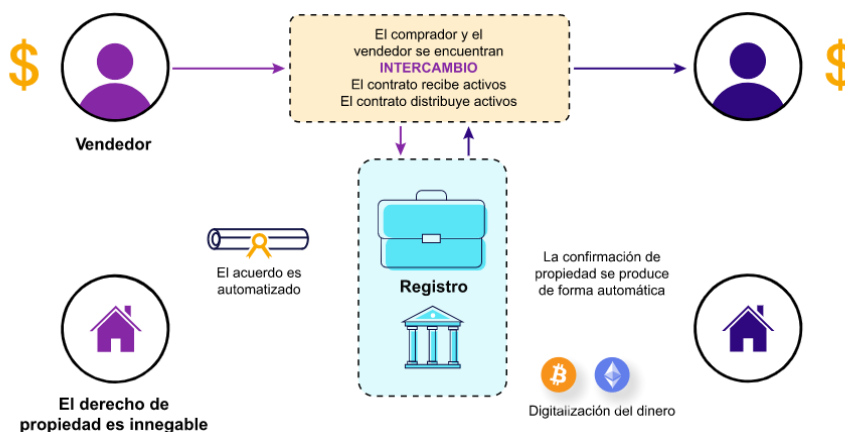 El comprador y el
vendedor se encuentran
INTERCAMBIO
El contrato recibe activos
El contrato distribuye activos
$
$
Vendedor
El acuerdo es
automatizado
Registro
La confirmación de
propiedad se produce
de forma automática
El derecho de
propiedad es innegable
Digitalización del dinero